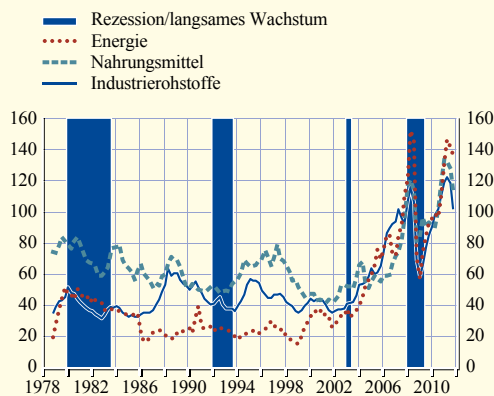 Rezession/langsames Wachstum
Energie
Nahrungsmittel
Industrierohstoffe
160 160
140 140
120 120
100 100
80 80
60 60
40 40
20 20
0 0
1978 1982 1986 1990 1994 1998 2002 2006 2010